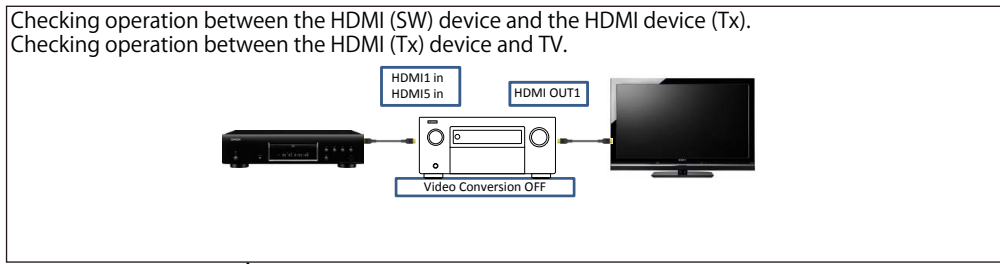 Checking operation between the HDMI (SW) device and the HDMI device (Tx).
Checking operation between the HDMI (Tx) device and TV.
HDMI1 in
HDMI5 in
HDMI OUT1
Video Conversion OFF